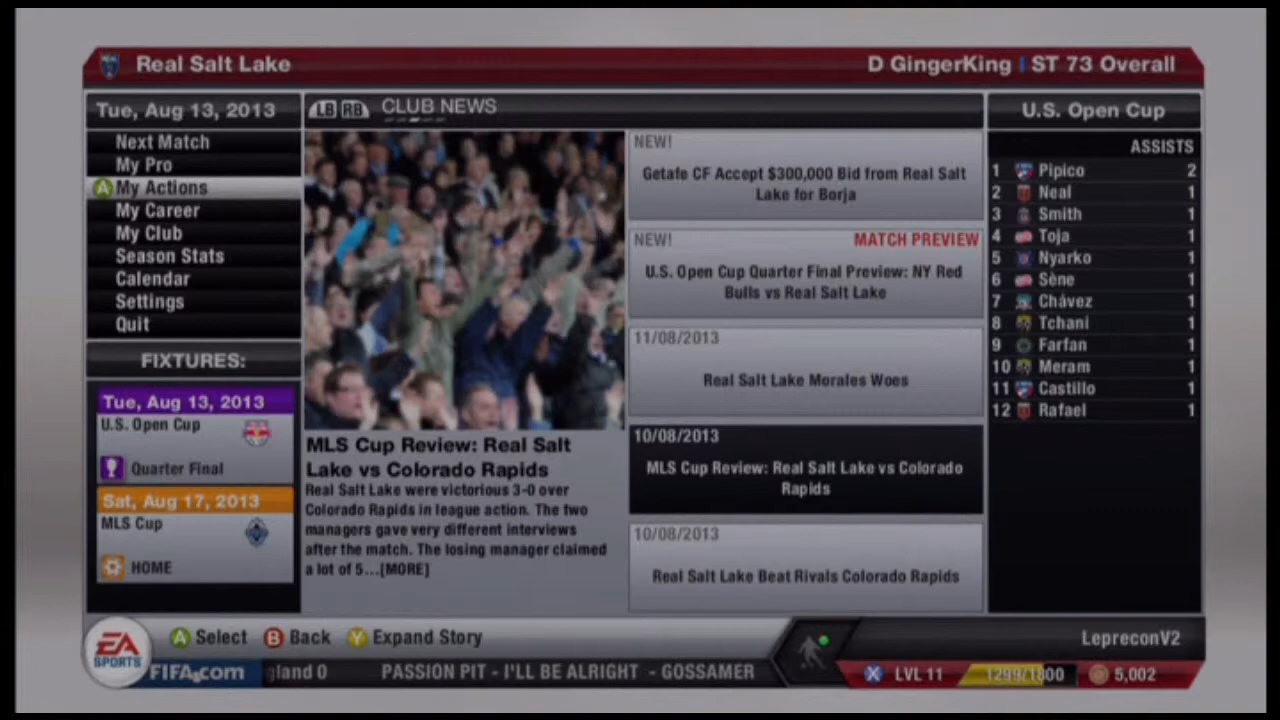 Real Salt Lake
D GingerKing | ST 73 Overall
Tue, Aug 13, 2013
Next Match
My Pro
A My Actions
My Career
My Club
Season Stats
Calendar
Settings
Quit
FIXTURES:
Tue, Aug 13, 2013
U.S. Open Cup
Quarter Final
Sat, Aug 17, 2013
MLS Cup
HOME
LB RB CLUB NEWS
MLS Cup Review: Real Salt
Lake vs Colorado Rapids
Real Salt Lake were victorious 3-0 over
Colorado Rapids in league action. The two
managers gave very different interviews
after the match. The losing manager claimed
a lot of 5...[MORE]
NEW!
Getafe CF Accept $300,000 Bid from Real Salt
Lake for Borja
NEW! MATCH PREVIEW
U.S. Open Cup Quarter Final Preview: NY Red
Bulls vs Real Salt Lake
11/08/2013
Real Salt Lake Morales Woes
10/08/2013
MLS Cup Review: Real Salt Lake vs Colorado
Rapids
10/08/2013
Real Salt Lake Beat Rivals Colorado Rapids
U.S. Open Cup
ASSISTS
1 Pipico 2
2 Neal 1
3 Smith 1
4 Toja 1
5 Nyarko 1
6 Sène 1
7 Chávez 1
8 Tchani 1
9 Farfan 1
10 Meram 1
11 Castillo 1
12 Rafael 1
EA SPORTS
A Select B Back Y Expand Story
LepreconV2
FIFA.com gland 0 PASSION PIT - I'LL BE ALRIGHT - GOSSAMER
X LVL 11 1299/1800 5,002